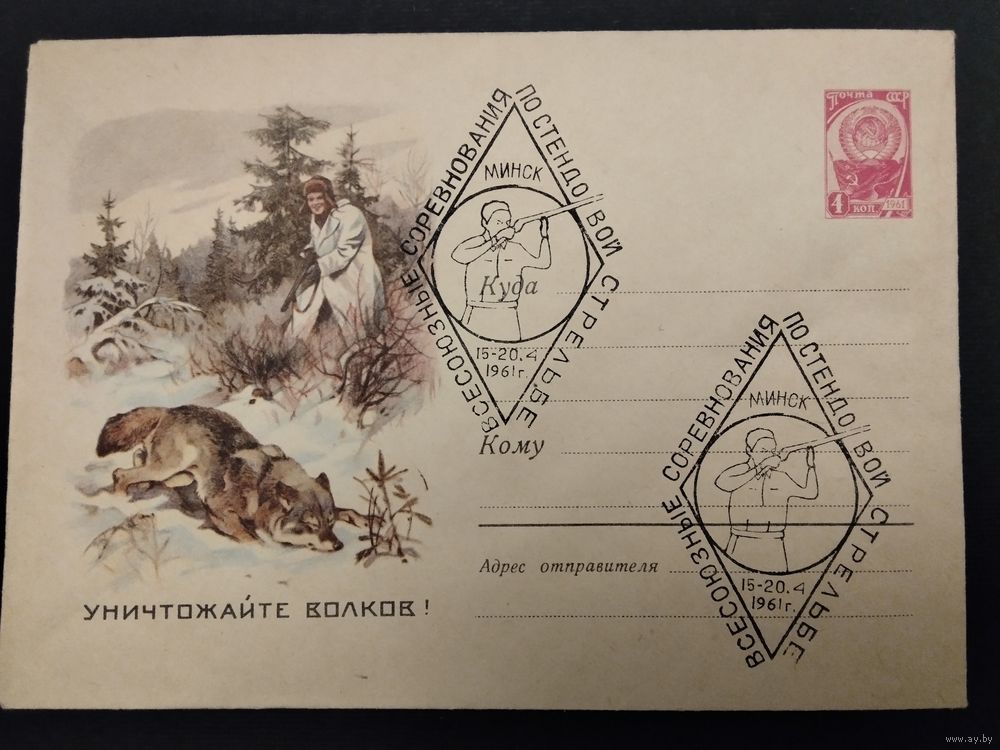 Почта СССР
4 коп. 1961
ВСЕСОЮЗНЫЕ СОРЕВНОВАНИЯ ПО СТЕНДОВОЙ СТРЕЛЬБЕ
МИНСК
15-20.4
1961г.
Куда
Кому
ВСЕСОЮЗНЫЕ СОРЕВНОВАНИЯ ПО СТЕНДОВОЙ СТРЕЛЬБЕ
МИНСК
15-20.4
1961г.
Адрес отправителя
УНИЧТОЖАЙТЕ ВОЛКОВ!
www.ay.by